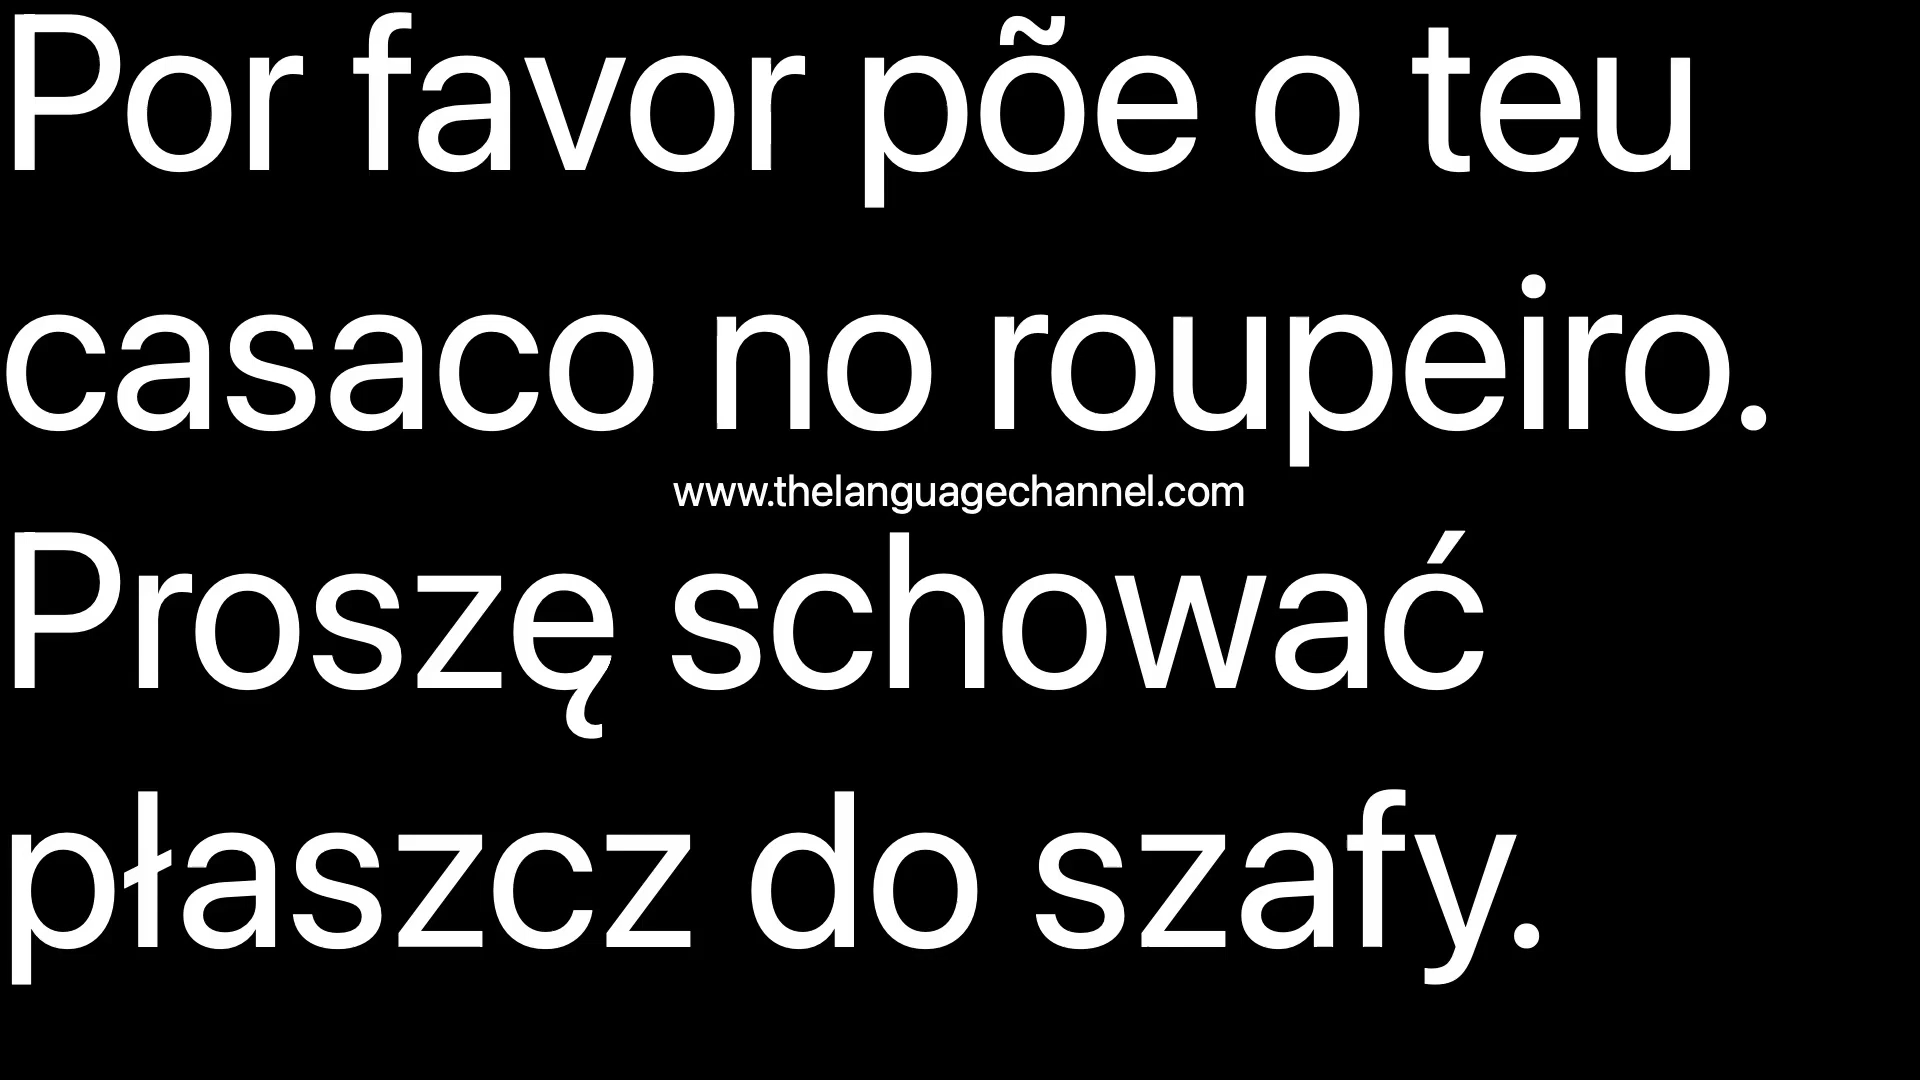 Por favor põe o teu
casaco no roupeiro.
www.thelanguagechannel.com
Proszę schować
płaszcz do szafy.